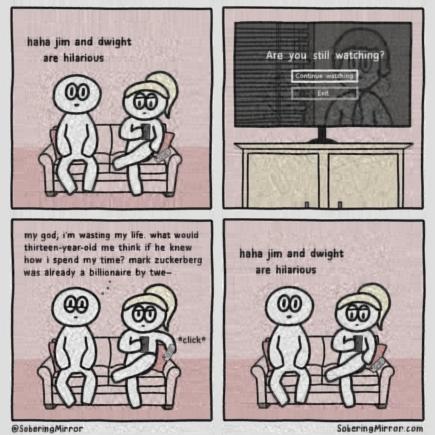 haha jim and dwight
are hilarious
Are you still watching?
Continue watching
Exit
my god, i'm wasting my life. what would
thirteen-year-old me think if he knew
how i spend my time? mark zuckerberg
was already a billionaire by twe–
*click*
haha jim and dwight
are hilarious
@SoberingMirror
SoberingMirror.com